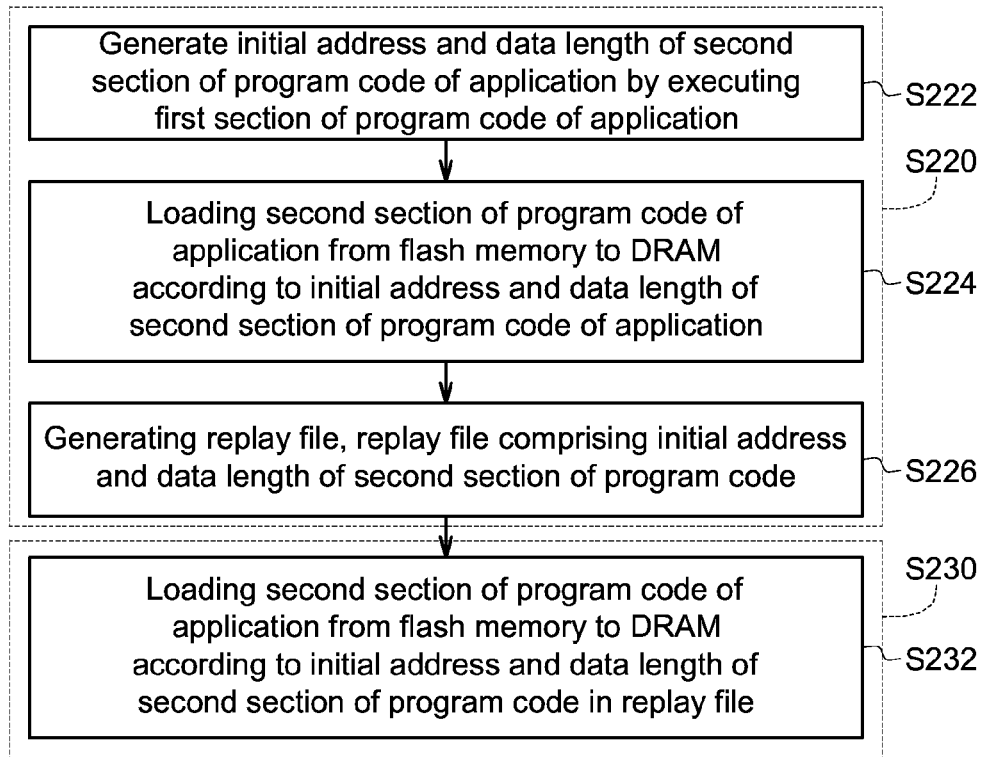 Generate initial address and data length of second
section of program code of application by executing
first section of program code of application
S222
S220
Loading second section of program code of
application from flash memory to DRAM
according to initial address and data length of
second section of program code of application
S224
Generating replay file, replay file comprising initial address
and data length of second section of program code
S226
S230
Loading second section of program code of
application from flash memory to DRAM
according to initial address and data length of
second section of program code in replay file
S232